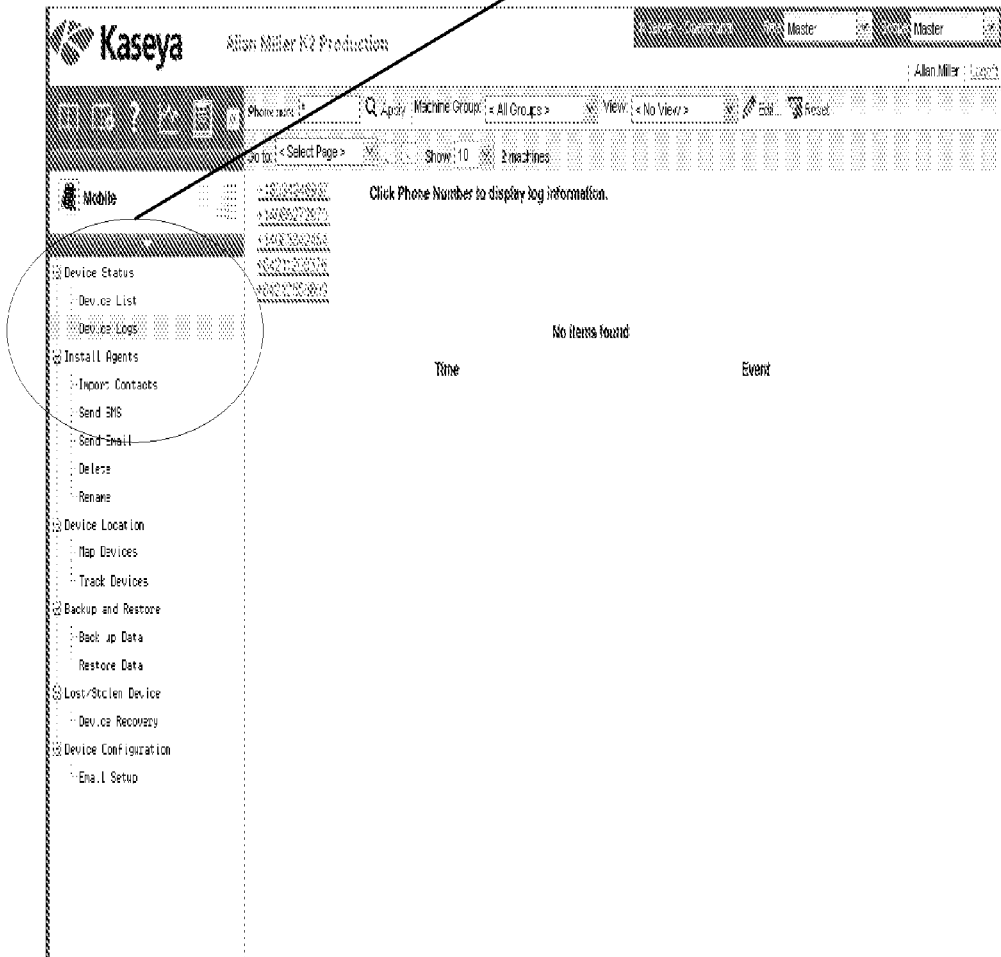 Kaseya
Allan Miller K2 Production
Master
Master
Allan Miller
Logoff
Apply
Machine Group: < All Groups >
View: < No View >
Edit...
Reset
Go to: < Select Page >
Show 10
2 machines
Mobile
Click Phone Number to display log information.
Device Status
Device List
Device Logs
No items found
Install Agents
Time
Event
Import Contacts
Send SMS
Send Email
Delete
Rename
Device Location
Map Devices
Track Devices
Backup and Restore
Back up Data
Restore Data
Lost/Stolen Device
Device Recovery
Device Configuration
Email Setup